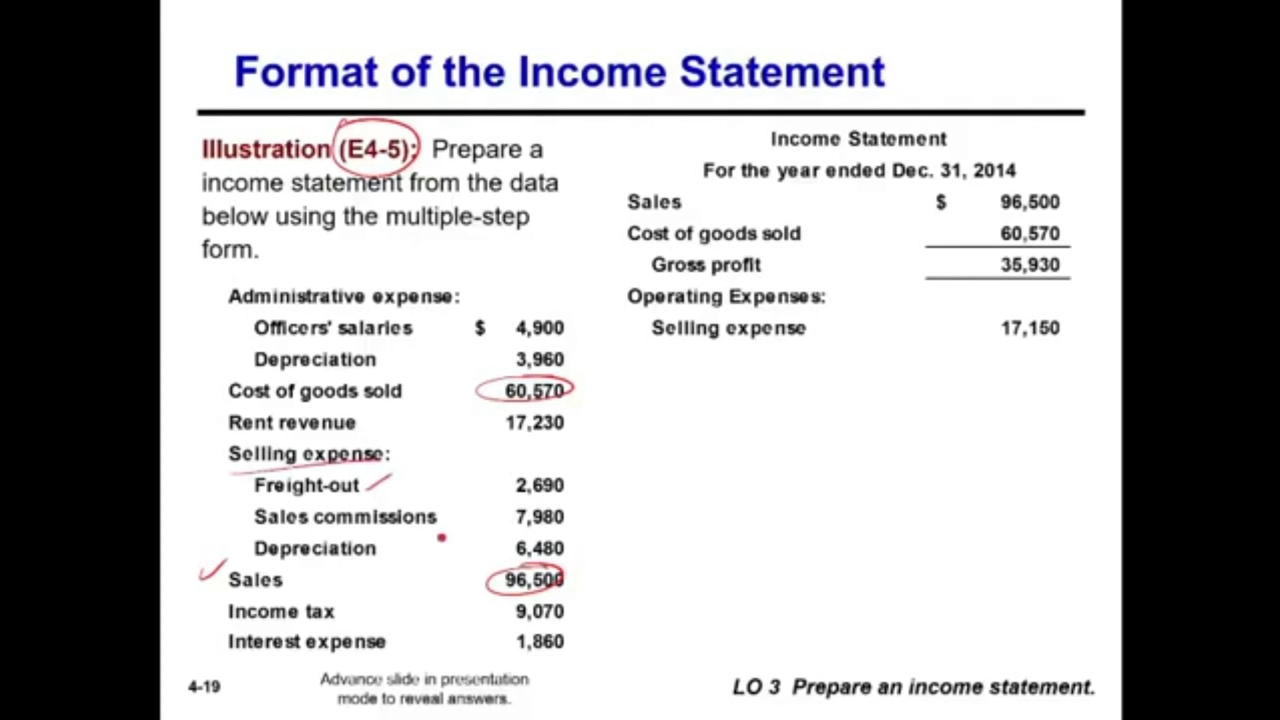 Format of the Income Statement
Illustration (E4-5): Prepare a
income statement from the data
below using the multiple-step
form.
Administrative expense:
Officers' salaries $ 4,900
Depreciation 3,960
Cost of goods sold 60,570
Rent revenue 17,230
Selling expense:
Freight-out 2,690
Sales commissions 7,980
Depreciation 6,480
Sales 96,500
Income tax 9,070
Interest expense 1,860
Income Statement
For the year ended Dec. 31, 2014
Sales $ 96,500
Cost of goods sold 60,570
Gross profit 35,930
Operating Expenses:
Selling expense 17,150
4-19
Advance slide in presentation
mode to reveal answers.
LO 3 Prepare an income statement.